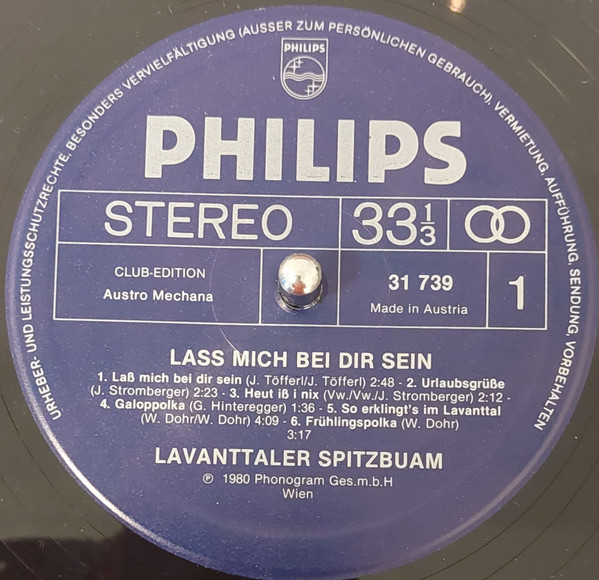 URHEBER- UND LEISTUNGSSCHUTZRECHTE, BESONDERS VERVIELFÄLTIGUNG (AUSSER ZUM PERSÖNLICHEN GEBRAUCH), VERMIETUNG, AUFFÜHRUNG, SENDUNG, VORBEHALTEN
PHILIPS
PHILIPS
STEREO 33 1/3
CLUB-EDITION
Austro Mechana
31 739
Made in Austria
1
LASS MICH BEI DIR SEIN
1. Laß mich bei dir sein (J. Töfferl/J. Töfferl) 2:48 - 2. Urlaubsgrüße
(J. Stromberger) 2:23 - 3. Heut iß i nix (Vw./Vw./J. Stromberger) 2:12 -
4. Galoppolka (G. Hinteregger) 1:36 - 5. So erklingt's im Lavanttal
(W. Dohr/W. Dohr) 4:09 - 6. Frühlingspolka (W. Dohr)
3:17
LAVANTTALER SPITZBUAM
℗ 1980 Phonogram Ges.m.b.H
Wien